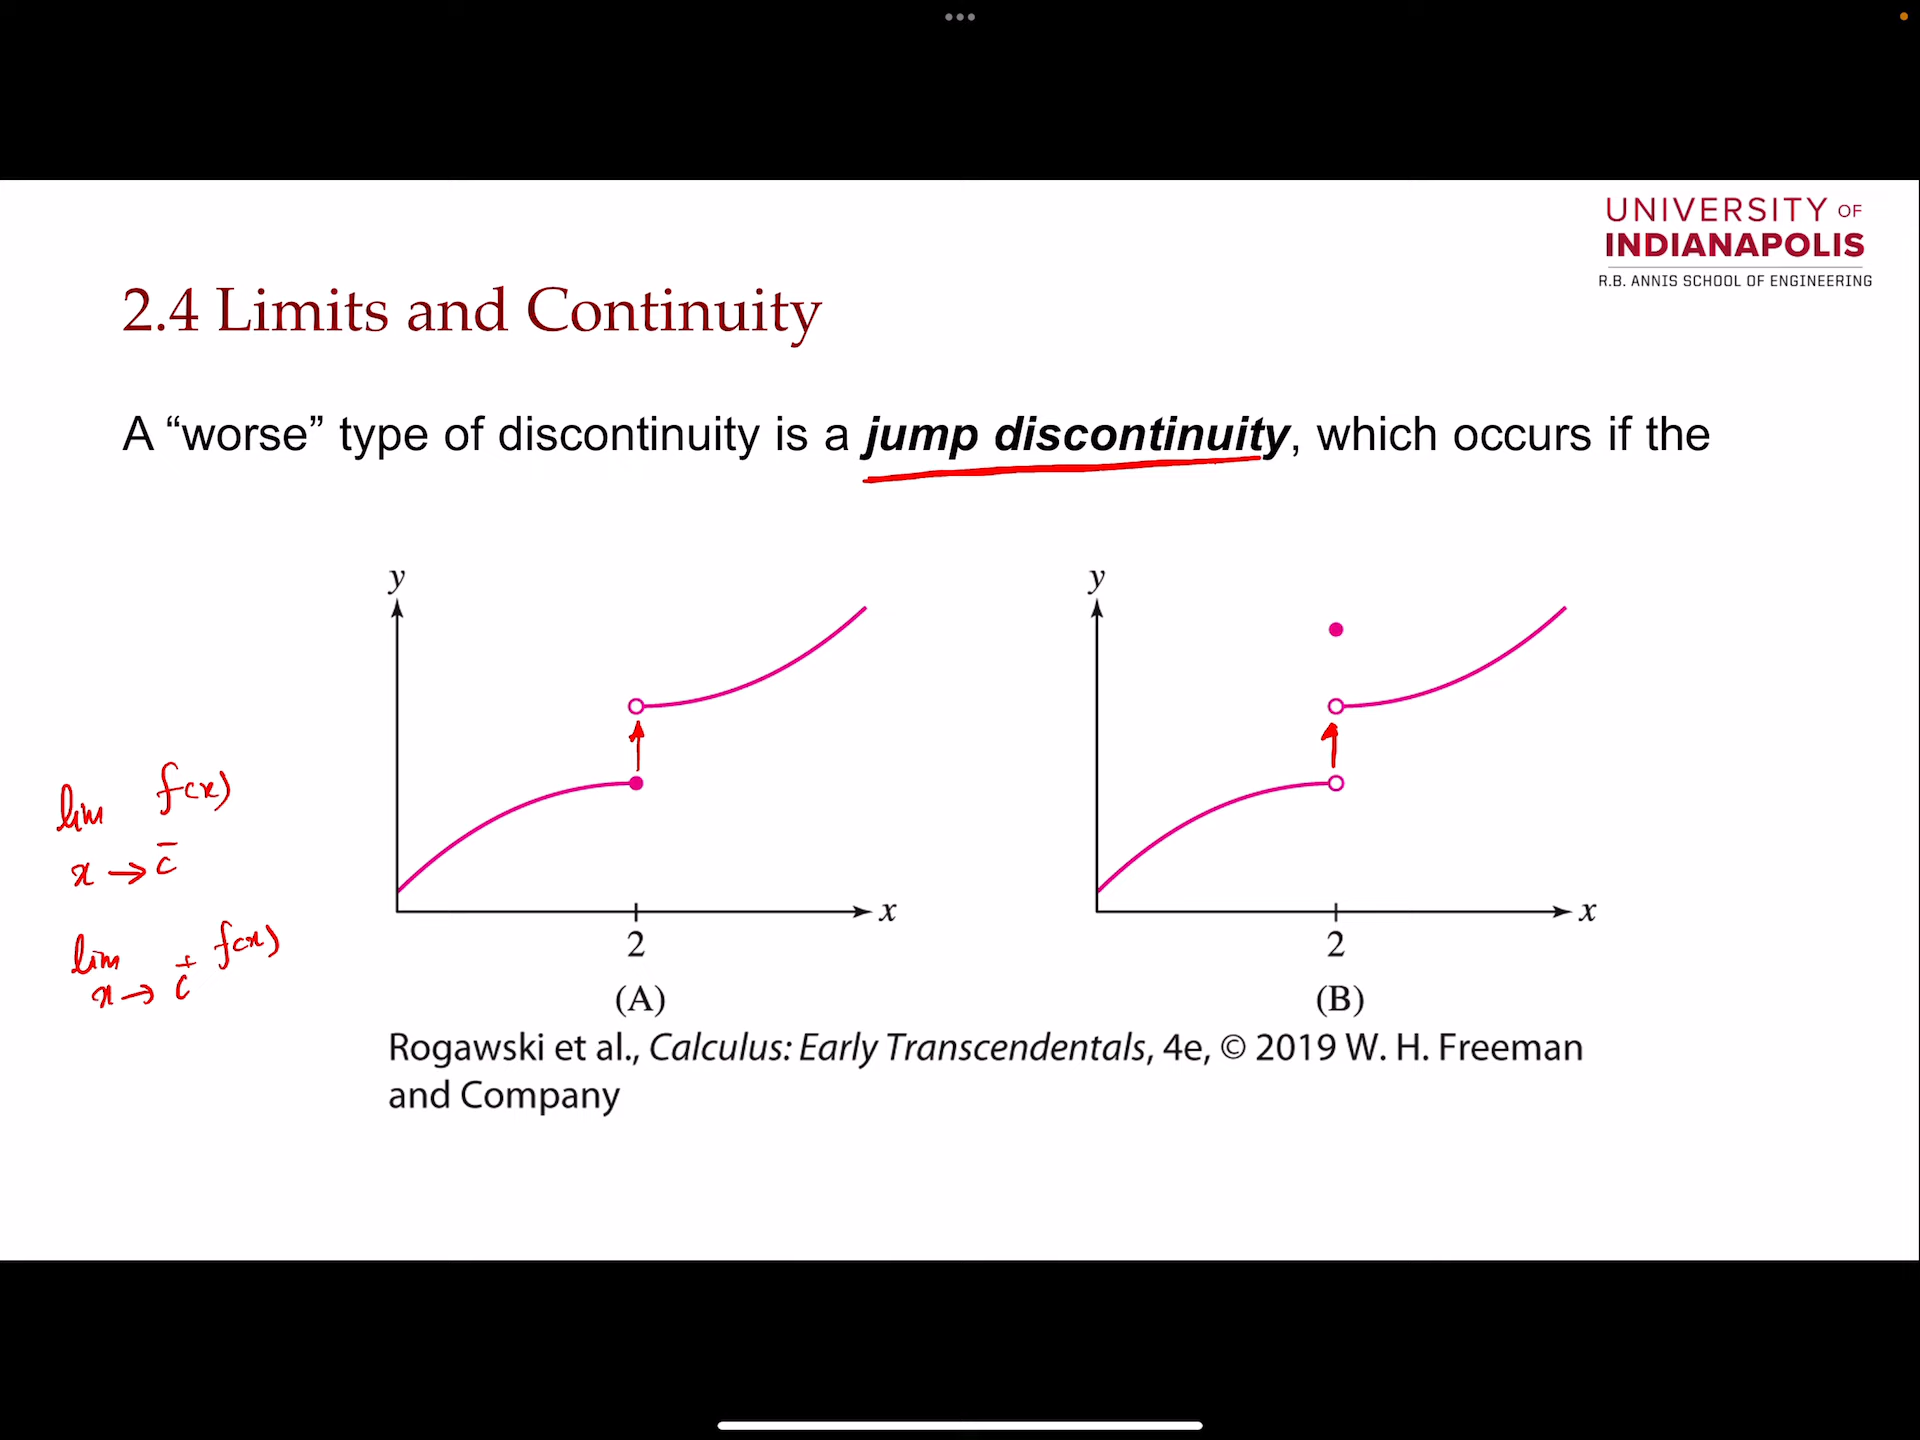 UNIVERSITY OF
INDIANAPOLIS
R.B. ANNIS SCHOOL OF ENGINEERING
2.4 Limits and Continuity
A “worse” type of discontinuity is a jump discontinuity, which occurs if the
y
x
2
(A)
y
x
2
(B)
lim f(x)
x → c̄
lim f(x)
x → c⁺
Rogawski et al., Calculus: Early Transcendentals, 4e, © 2019 W. H. Freeman
and Company